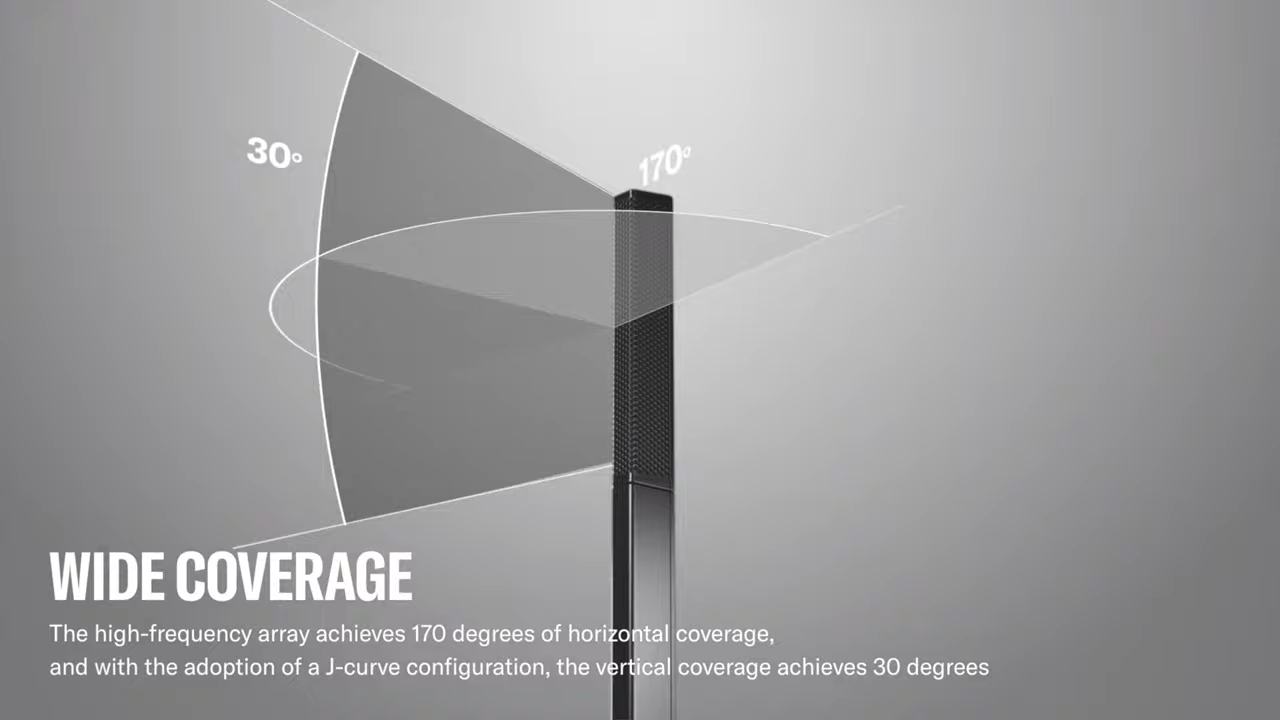 30°
170°
WIDE COVERAGE
The high-frequency array achieves 170 degrees of horizontal coverage,
and with the adoption of a J-curve configuration, the vertical coverage achieves 30 degrees